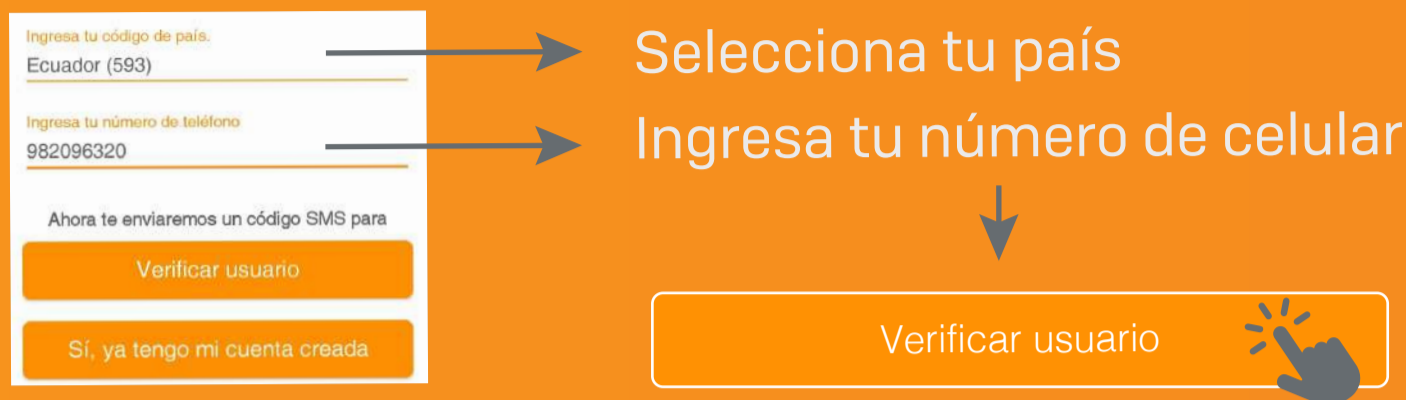 Ingresa tu código de país.
Ecuador (593)
Ingresa tu número de teléfono
982096320
Ahora te enviaremos un código SMS para
Verificar usuario
Sí, ya tengo mi cuenta creada
Selecciona tu país
Ingresa tu número de celular
Verificar usuario